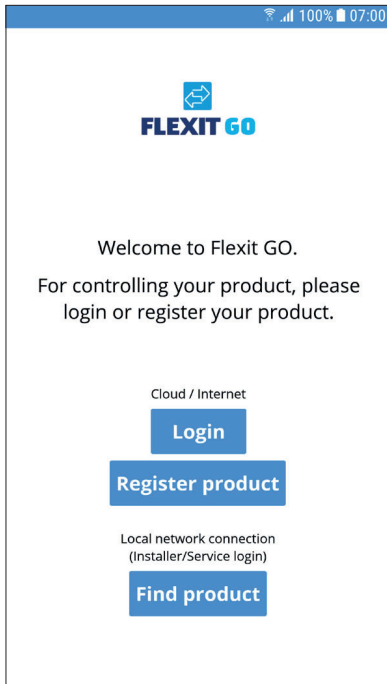 100% 07:00
FLEXIT GO
Welcome to Flexit GO.
For controlling your product, please
login or register your product.
Cloud / Internet
Login
Register product
Local network connection
(Installer/Service login)
Find product